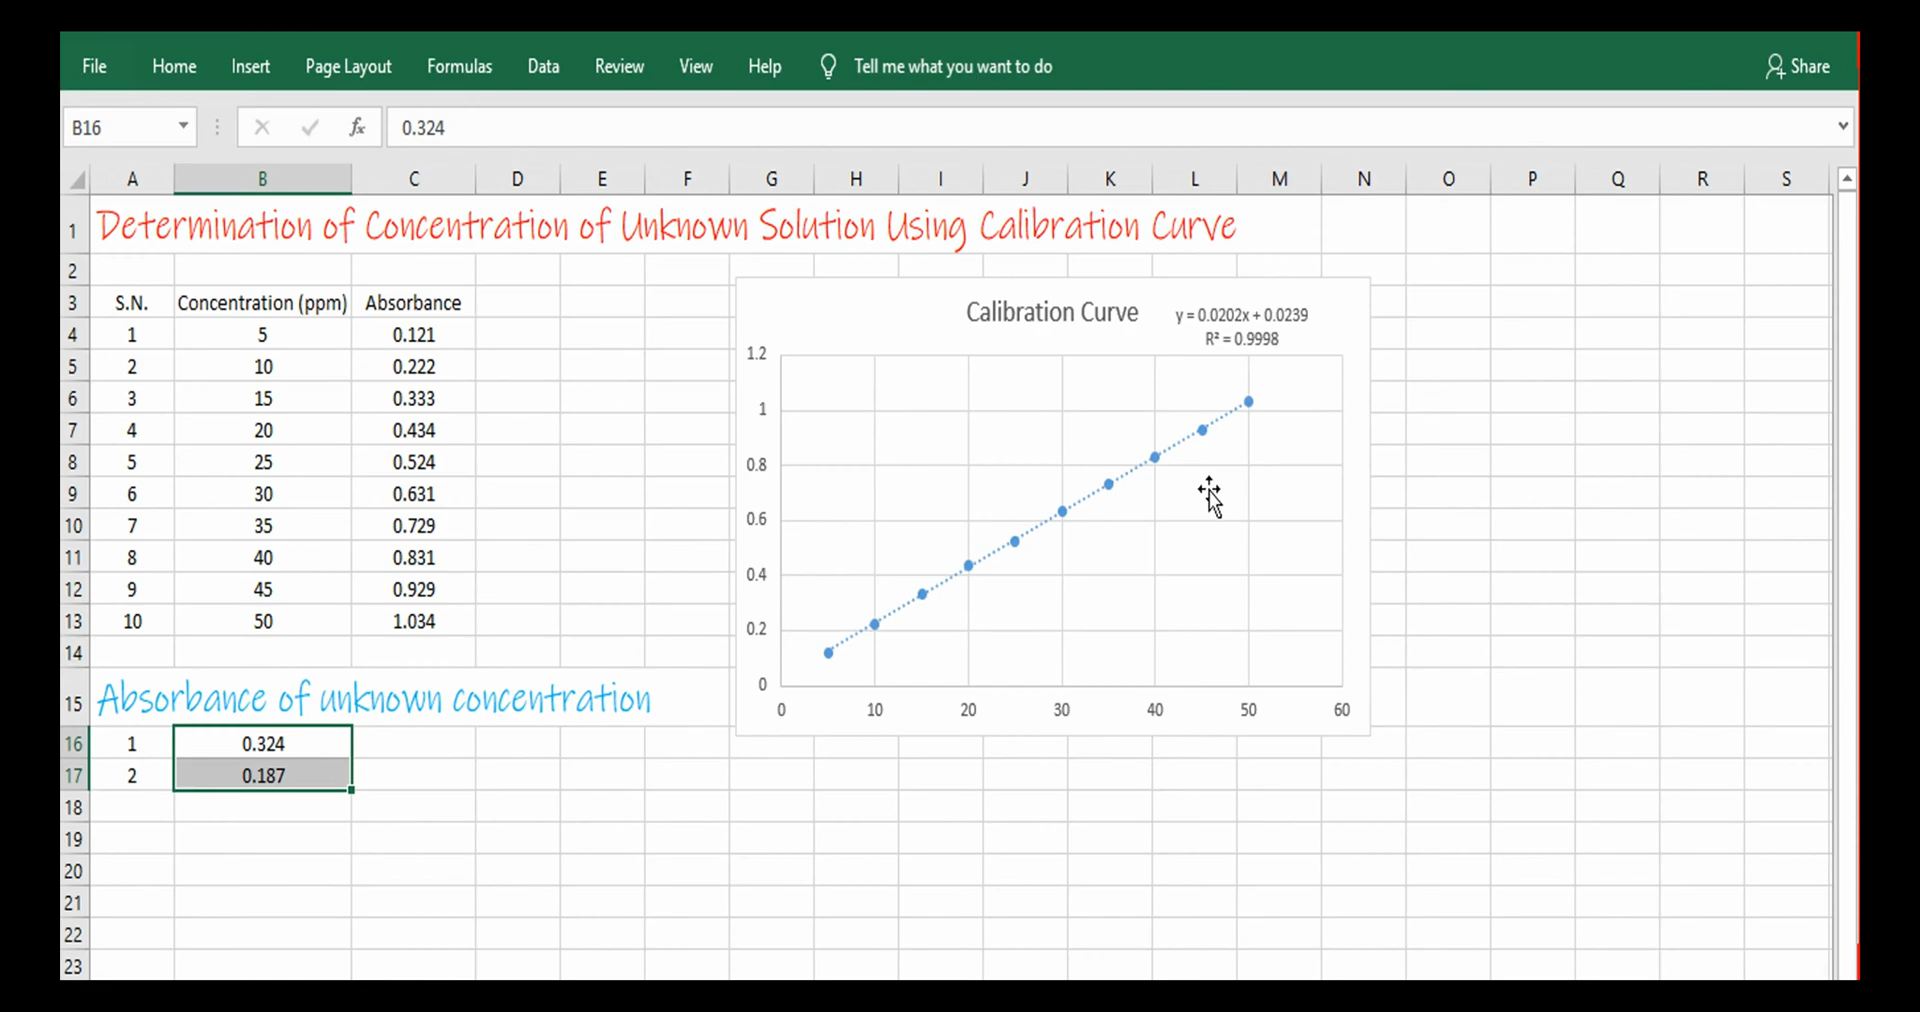 File Home Insert Page Layout Formulas Data Review View Help Tell me what you want to do Share
B16 fx 0.324
A B C D E F G H I J K L M N O P Q R S
1 Determination of Concentration of Unknown Solution Using Calibration Curve
2
3 S.N. Concentration (ppm) Absorbance
4 1 5 0.121
5 2 10 0.222
6 3 15 0.333
7 4 20 0.434
8 5 25 0.524
9 6 30 0.631
10 7 35 0.729
11 8 40 0.831
12 9 45 0.929
13 10 50 1.034
14
15 Absorbance of unknown concentration
16 1 0.324
17 2 0.187
18
19
20
21
22
23
Calibration Curve
y = 0.0202x + 0.0239
R² = 0.9998
1.2
1
0.8
0.6
0.4
0.2
0
0 10 20 30 40 50 60